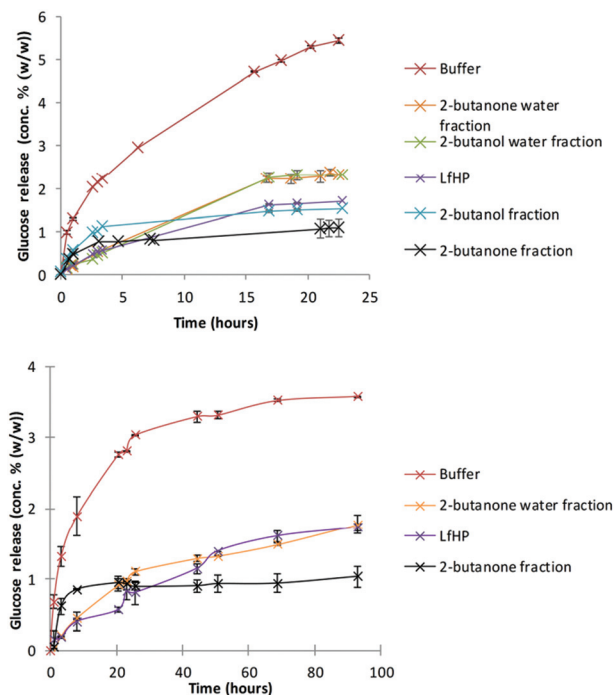 Glucose release (conc. % (w/w))
6
5
4
3
2
1
0
0 5 10 15 20 25
Time (hours)
Buffer
2-butanone water
fraction
2-butanol water fraction
LfHP
2-butanol fraction
2-butanone fraction
Glucose release (conc. % (w/w))
4
3
2
1
0
0 20 40 60 80 100
Time (hours)
Buffer
2-butanone water fraction
LfHP
2-butanone fraction